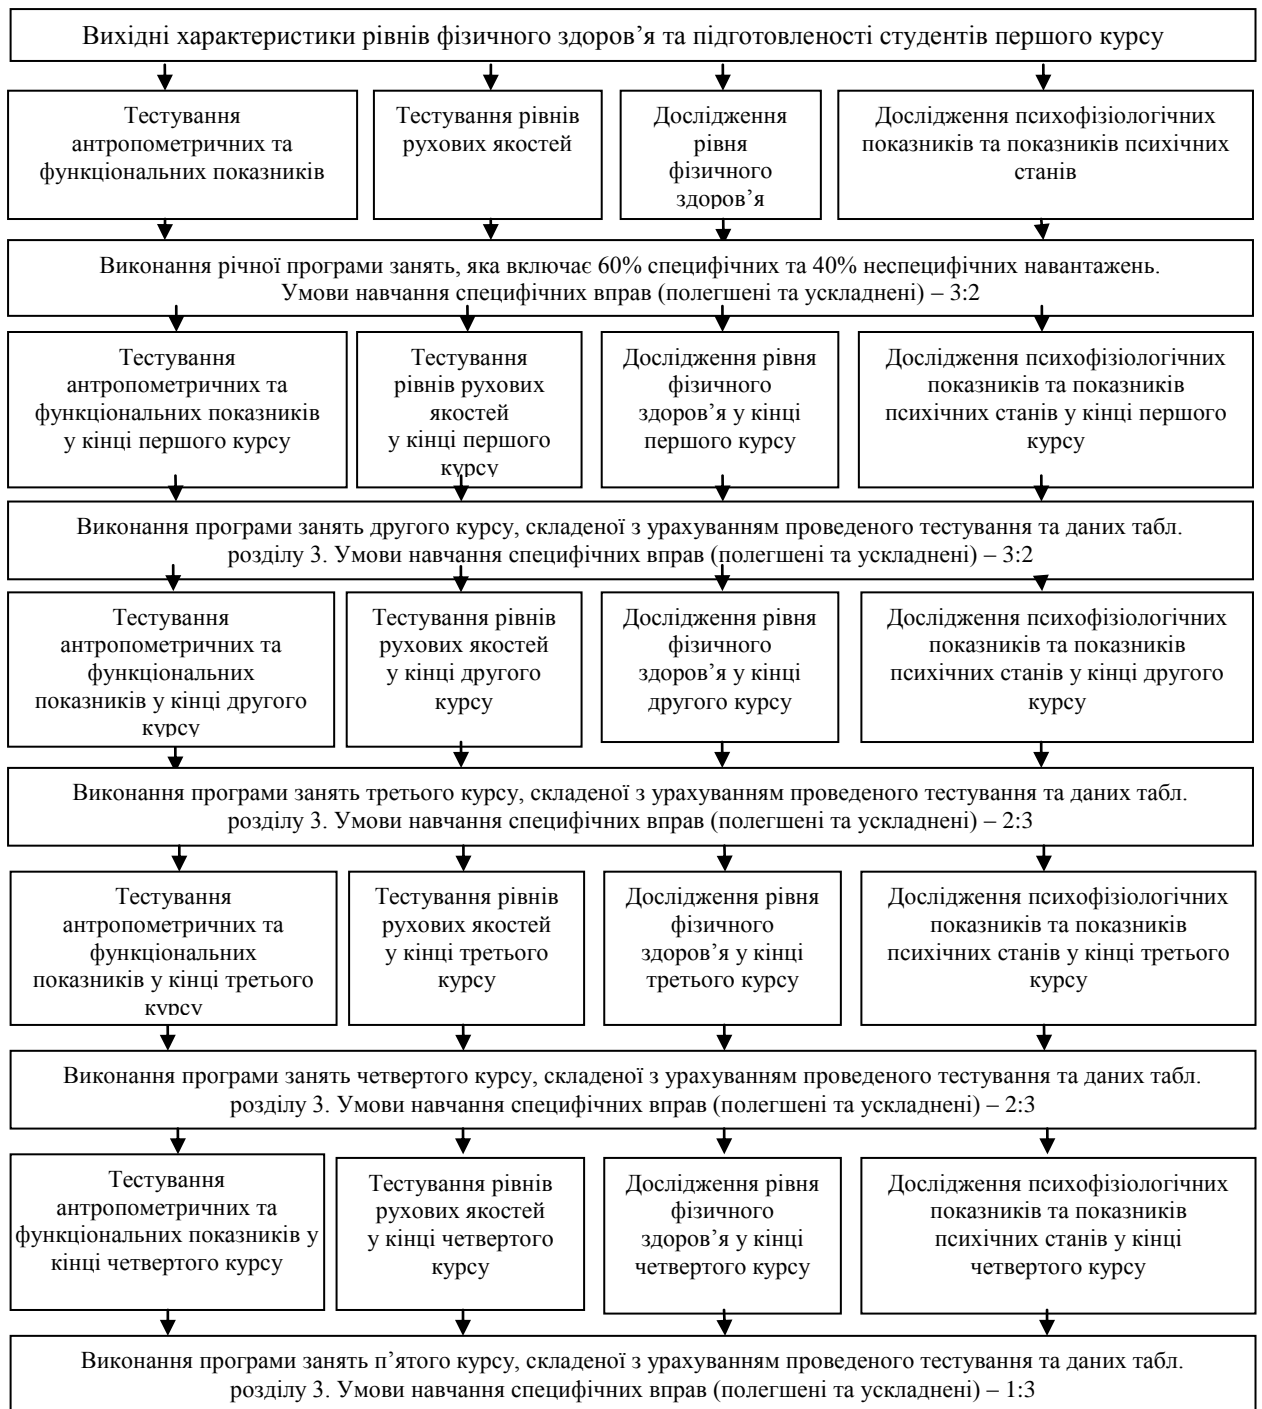 Вихідні характеристики рівнів фізичного здоров’я та підготовленості студентів першого курсу
Тестування
антропометричних та
функціональних показників
Тестування рівнів
рухових якостей
Дослідження
рівня
фізичного
здоров’я
Дослідження психофізіологічних
показників та показників психічних
станів
Виконання річної програми занять, яка включає 60% специфічних та 40% неспецифічних навантажень.
Умови навчання специфічних вправ (полегшені та ускладнені) – 3:2
Тестування
антропометричних та
функціональних показників
у кінці першого курсу
Тестування
рівнів рухових
якостей
у кінці першого
курсу
Дослідження рівня
фізичного
здоров’я у кінці
першого курсу
Дослідження психофізіологічних
показників та показників
психічних станів у кінці першого
курсу
Виконання програми занять другого курсу, складеної з урахуванням проведеного тестування та даних табл.
розділу 3. Умови навчання специфічних вправ (полегшені та ускладнені) – 3:2
Тестування
антропометричних та
функціональних
показників у кінці другого
курсу
Тестування рівнів
рухових якостей
у кінці другого
курсу
Дослідження рівня
фізичного
здоров’я у кінці
другого курсу
Дослідження психофізіологічних
показників та показників
психічних станів у кінці другого
курсу
Виконання програми занять третього курсу, складеної з урахуванням проведеного тестування та даних табл.
розділу 3. Умови навчання специфічних вправ (полегшені та ускладнені) – 2:3
Тестування
антропометричних та
функціональних
показників у кінці третього
курсу
Тестування рівнів
рухових якостей
у кінці третього
курсу
Дослідження рівня
фізичного
здоров’я у кінці
третього курсу
Дослідження психофізіологічних
показників та показників
психічних станів у кінці третього
курсу
Виконання програми занять четвертого курсу, складеної з урахуванням проведеного тестування та даних табл.
розділу 3. Умови навчання специфічних вправ (полегшені та ускладнені) – 2:3
Тестування
антропометричних та
функціональних показників у
кінці четвертого курсу
Тестування рівнів
рухових якостей
у кінці четвертого
курсу
Дослідження рівня
фізичного
здоров’я у кінці
четвертого курсу
Дослідження психофізіологічних
показників та показників
психічних станів у кінці
четвертого курсу
Виконання програми занять п’ятого курсу, складеної з урахуванням проведеного тестування та даних табл.
розділу 3. Умови навчання специфічних вправ (полегшені та ускладнені) – 1:3